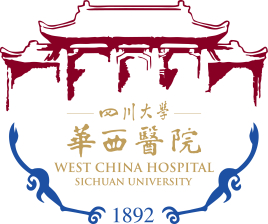 四川大學
華西醫院
WEST CHINA HOSPITAL
SICHUAN UNIVERSITY
1892